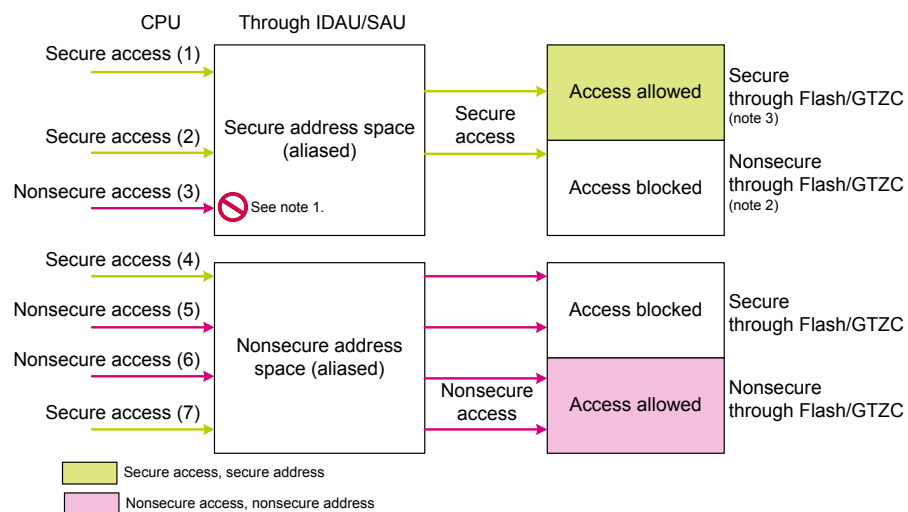 CPU
Through IDAU/SAU
Secure access (1)
Secure access (2)
Nonsecure access (3)
Secure address space
(aliased)
See note 1.
Secure
access
Access allowed
Access blocked
Secure
through Flash/GTZC
(note 3)
Nonsecure
through Flash/GTZC
(note 2)
Secure access (4)
Nonsecure access (5)
Nonsecure access (6)
Secure access (7)
Nonsecure address
space (aliased)
Nonsecure
access
Access blocked
Access allowed
Secure
through Flash/GTZC
Nonsecure
through Flash/GTZC
Secure access, secure address
Nonsecure access, nonsecure address